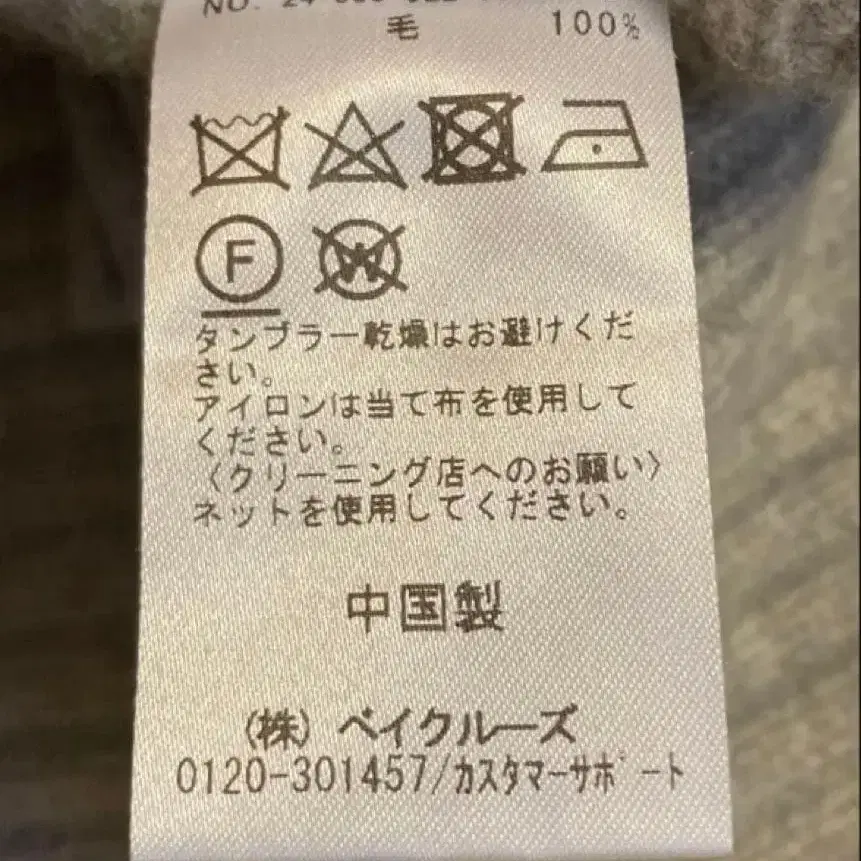 毛 100%
F W
タンブラー乾燥はお避けくだ
さい。
アイロンは当て布を使用して
ください。
〈クリーニング店へのお願い〉
ネットを使用してください。
中国製
(株) ベイクルーズ
0120-301457/カスタマーサポート